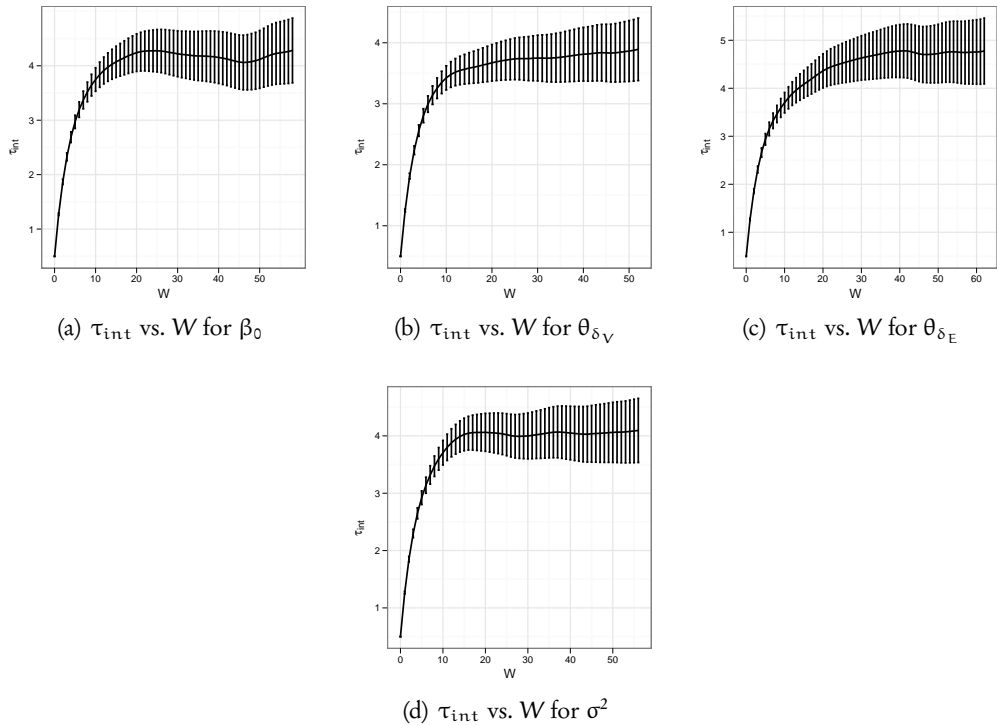 4
3
2
1
τint
0 10 20 30 40 50
W
(a) τint vs. W for β0
4
3
2
1
τint
0 10 20 30 40 50
W
(b) τint vs. W for θδV
5
4
3
2
1
τint
0 10 20 30 40 50 60
W
(c) τint vs. W for θδE
4
3
2
1
τint
0 10 20 30 40 50
W
(d) τint vs. W for σ²